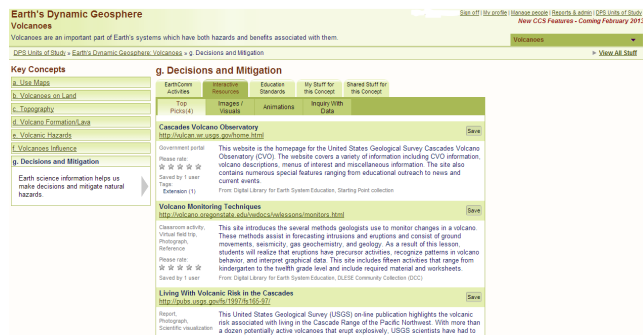 Earth's Dynamic Geosphere
Sign off | My profile | Manage people | Reports & admin | DPS Units of Study
Volcanoes
New CCS Features - Coming February 2013
Volcanoes are an important part of Earth's systems which have both benefits and hazards associated with them.
Volcanoes
DPS Units of Study » Earth's Dynamic Geosphere: Volcanoes » g. Decisions and Mitigation
View All Stuff
Key Concepts
a. Use Maps
b. Volcanoes on Land
c. Topography
d. Volcano Formation/Lava
e. Volcanic Hazards
f. Volcanoes Influence
g. Decisions and Mitigation
Earth science information helps us
make decisions and mitigate natural
hazards.
g. Decisions and Mitigation
EarthComm Activities
Interactive Resources
Education Standards
My Stuff for this Concept
Shared Stuff for this Concept
Top Picks(4)
Images / Visuals
Animations
Inquiry With Data
Cascades Volcano Observatory
Save
http://vulcan.wr.usgs.gov/home.html
Government portal
Please rate:
Saved by 1 user
Tags:
Extension (1)
This website is the homepage for the United States Geological Survey Cascades Volcano
Observatory (CVO). The website covers a variety of information including CVO information,
volcano descriptions, menus of interest and miscellaneous information. The site also
contains numerous special features ranging from educational outreach to news and
current events.
From: Digital Library for Earth System Education, Starting Point collection
Volcano Monitoring Techniques
Save
http://volcano.oregonstate.edu/vwdocs/vwlessons/monitors.html
Classroom activity,
Virtual field trip,
Photograph,
Reference
Please rate:
Saved by 1 user
This site introduces the several methods geologists use to monitor changes in a volcano.
These methods assist in forecasting intrusions and eruptions and consist of ground
movements, seismicity, gas geochemistry, and geology. As a result of this lesson,
students will realize that eruptions have precursor activities, recognize patterns in volcano
behavior, and interpret graphical data. This site includes fifteen activities that range from
kindergarten to the twelfth grade level and include required material and worksheets.
From: Digital Library for Earth System Education, DLESE Community Collection (DCC)
Living With Volcanic Risk in the Cascades
Save
http://pubs.usgs.gov/fs/1997/fs165-97/
Report,
Photograph,
Scientific visualization
This United States Geological Survey (USGS) on-line publication highlights the volcanic
risk associated with living in the Cascade Range of the Pacific Northwest. With more than
a dozen potentially active volcanoes that erupt explosively, USGS scientists have had to